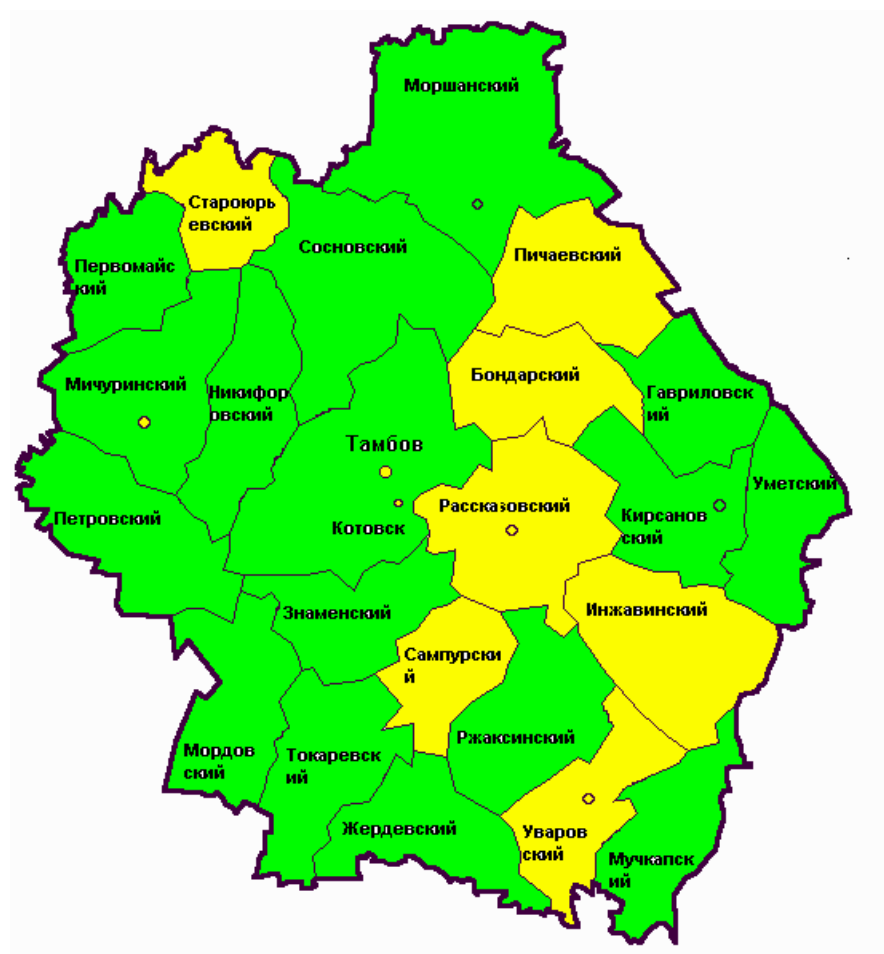 Моршанский
Староюрь
евский
Сосновский
Пичаевский
Первомайс
кий
Мичуринский
Никифор
овский
Бондарский
Гавриловск
ий
Тамбов
Уметский
Петровский
Котовск
Рассказовский
Кирсанов
ский
Знаменский
Инжавинский
Сампурски
й
Мордов
ский
Токаревск
ий
Ржаксинский
Жердевский
Уваров
ский
Мучкапск
ий